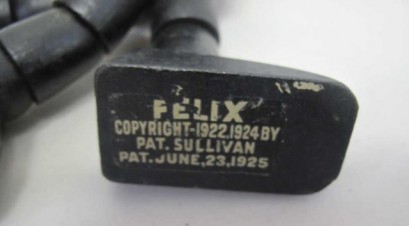 FELIX
COPYRIGHT-1922.1924 BY
PAT. SULLIVAN
PAT. JUNE, 23, 1925